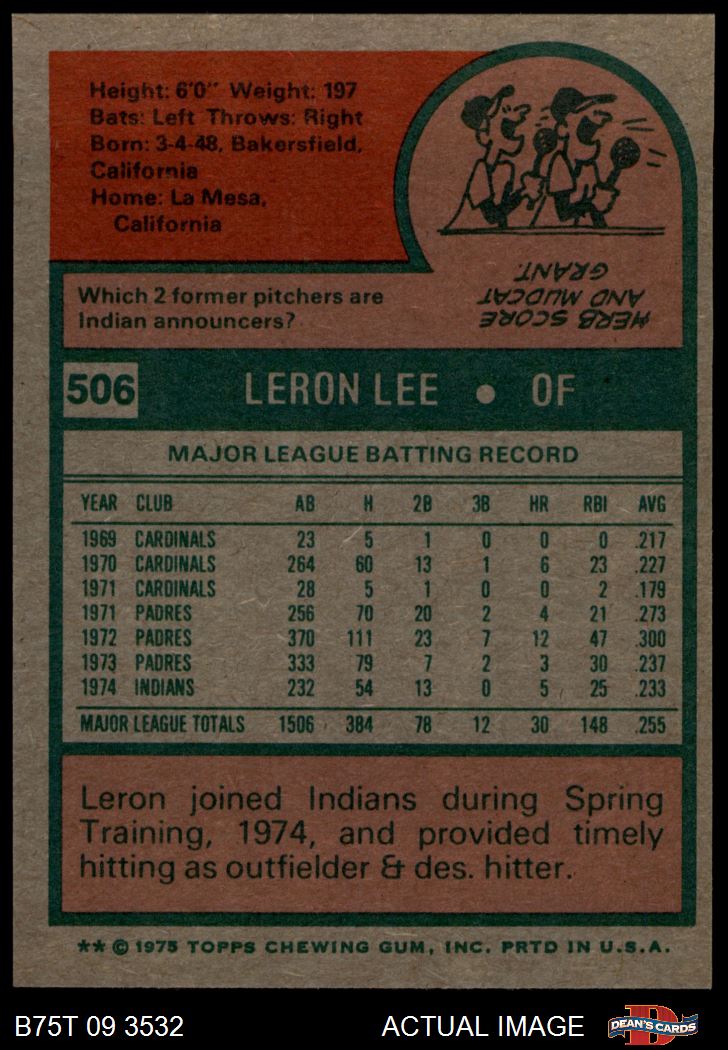 Height: 6'0" Weight: 197
Bats: Left Throws: Right
Born: 3-4-48, Bakersfield,
California
Home: La Mesa,
California
Which 2 former pitchers are
Indian announcers?
HERB SCORE
AND MUDCAT
GRANT.
506 LERON LEE • OF
MAJOR LEAGUE BATTING RECORD
YEAR CLUB AB H 2B 3B HR RBI AVG
1969 CARDINALS 23 5 1 0 0 0 .217
1970 CARDINALS 264 60 13 1 6 23 .227
1971 CARDINALS 28 5 1 0 0 2 .179
1971 PADRES 256 70 20 2 4 21 .273
1972 PADRES 370 111 23 7 12 47 .300
1973 PADRES 333 79 7 2 3 30 .237
1974 INDIANS 232 54 13 0 5 25 .233
MAJOR LEAGUE TOTALS 1506 384 78 12 30 148 .255
Leron joined Indians during Spring
Training, 1974, and provided timely
hitting as outfielder & des. hitter.
** © 1975 TOPPS CHEWING GUM, INC. PRTD IN U.S.A.
B75T 09 3532 ACTUAL IMAGE D DEAN'S CARDS